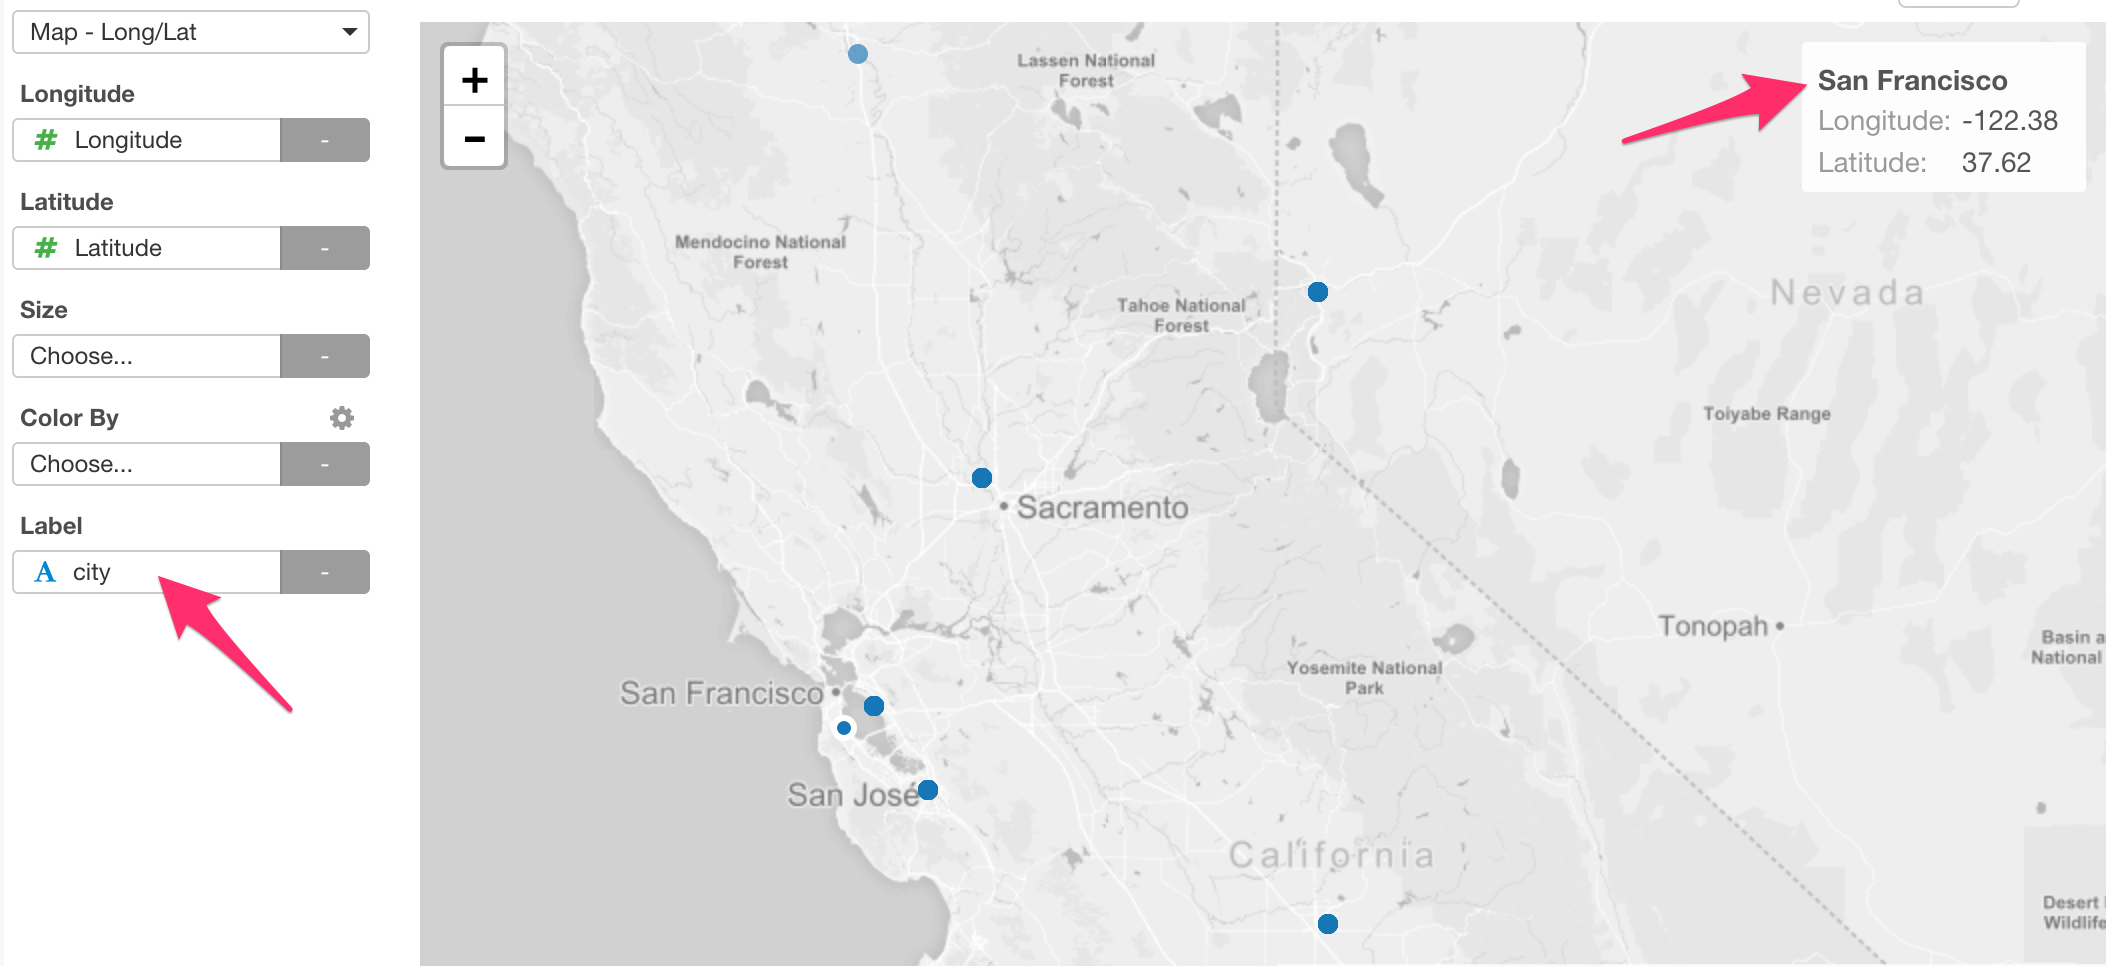 Map - Long/Lat
Longitude
# Longitude -
Latitude
# Latitude -
Size
Choose... -
Color By
Choose... -
Label
A city -
+
-
Lassen National
Forest
San Francisco
Longitude: -122.38
Latitude: 37.62
Mendocino National
Forest
Tahoe National
Forest
Nevada
Toiyabe Range
Sacramento
Tonopah
Basin a
National
Yosemite National
Park
San Francisco
San José
California
Desert
Wildlife